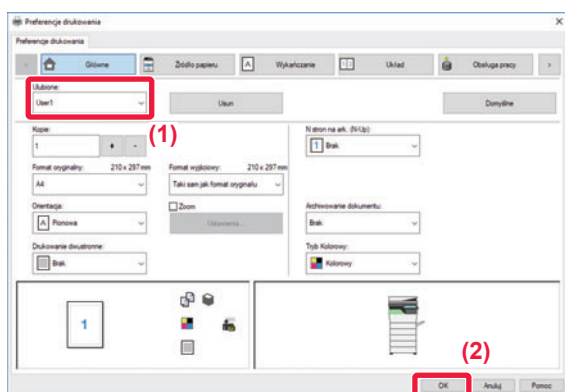 Preferencje drukowania
Preferencje drukowania
Główne Źródło papieru Wykańczanie Układ Obsługa pracy
Ulubione:
User1 Usuń Domyślne
(1)
Kopie: N stron na ark. (N-Up):
1 + - 1 Brak
Format oryginalny: 210 x 297 mm Format wyjściowy: 210 x 297 mm
A4 Taki sam jak format oryginału
Orientacja: Zoom Archiwowanie dokumentu:
A Pionowa Ustawienia... Brak
Drukowanie dwustronne: Tryb Kolorowy:
Brak Kolorowy
1
(2)
OK Anuluj Pomoc